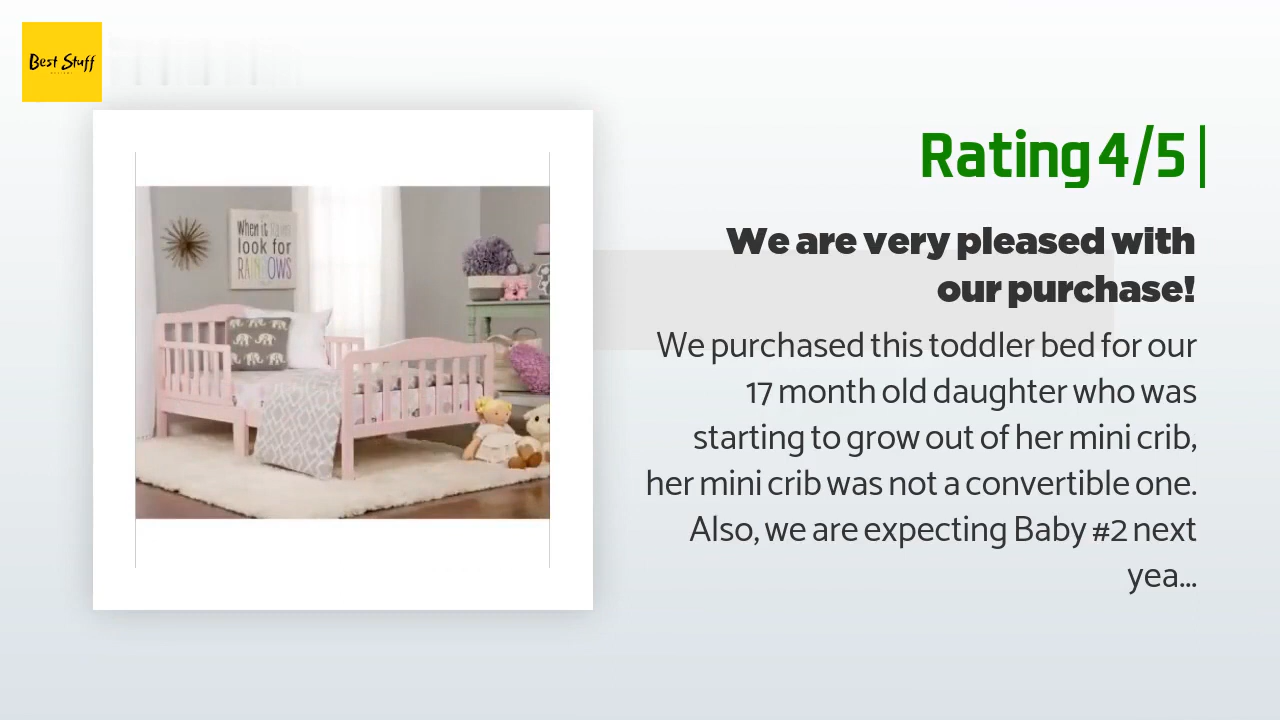 Best Stuff
Rating 4/5 |
We are very pleased with
our purchase!
We purchased this toddler bed for our
17 month old daughter who was
starting to grow out of her mini crib,
her mini crib was not a convertible one.
Also, we are expecting Baby #2 next
yea...
When it
look for
RAINBOWS